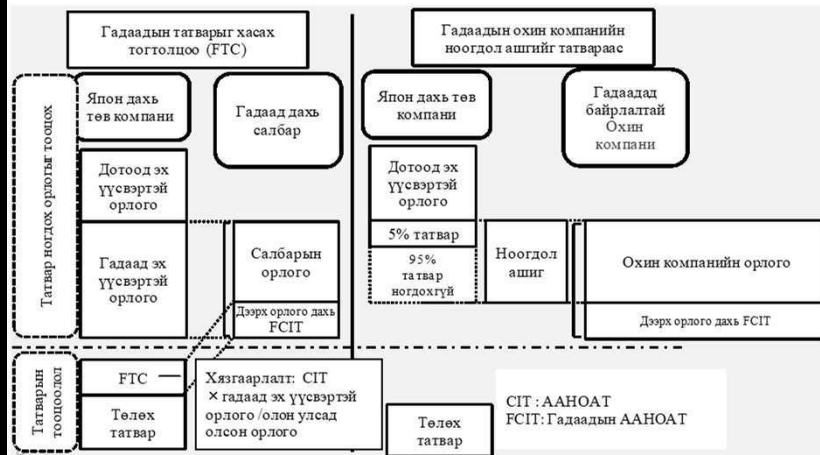 Гадаадын татварыг хасах
тогтолцоо (FTC)
Гадаадын охин компанийн
ноогдол ашгийг татвараас
Татвар ногдох орлогыг тооцох
Япон дахь
төв компани
Гадаад дахь
салбар
Дотоод эх
үүсвэртэй
орлого
Гадаад эх
үүсвэртэй
орлого
Салбарын
орлого
Дээрх орлого дахь
FCIT
Япон дахь төв
компани
Гадаадад
байрлалтай
Охин
компани
Дотоод эх
үүсвэртэй
орлого
5% татвар
95%
татвар
ногдохгүй
Ноогдол
ашиг
Охин компанийн орлого
Дээрх орлого дахь FCIT
Татварын
тооцоолол
FTC
Төлөх
татвар
Хязгаарлалт: CIT
× гадаад эх үүсвэртэй
орлого /олон улсад
олсон орлого
Төлөх
татвар
CIT : ААНОАТ
FCIT: Гадаадын ААНОАТ